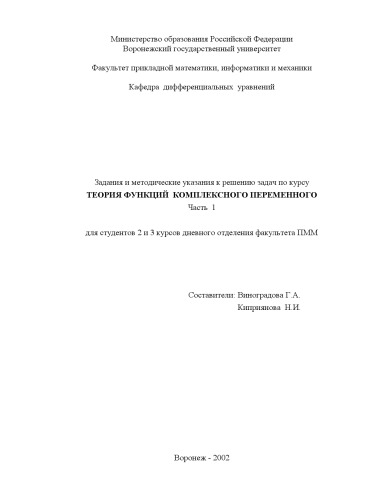 Министерство образования Российской Федерации
Воронежский государственный университет
Факультет прикладной математики, информатики и механики
Кафедра дифференциальных уравнений
Задания и методические указания к решению задач по курсу
ТЕОРИЯ ФУНКЦИЙ КОМПЛЕКСНОГО ПЕРЕМЕННОГО
Часть 1
для студентов 2 и 3 курсов дневного отделения факультета ПММ
Составители: Виноградова Г.А.
Киприянова Н.И.
Воронеж - 2002